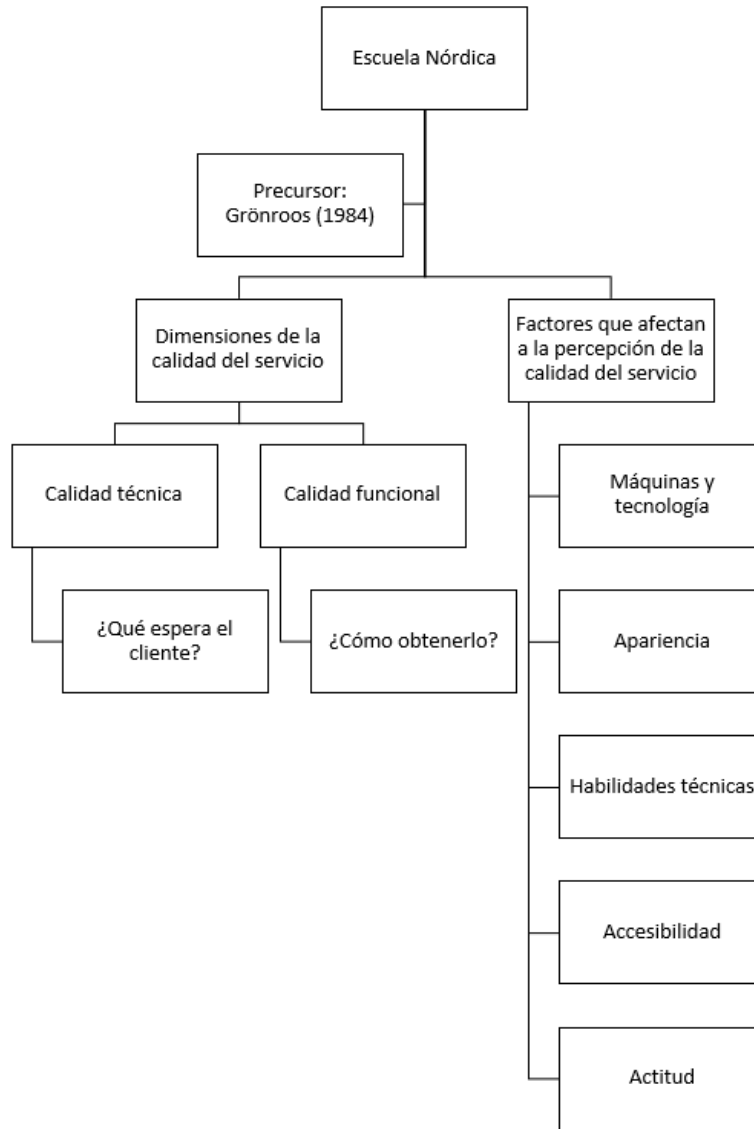 Escuela Nórdica
Precursor:
Grönroos (1984)
Dimensiones de la
calidad del servicio
Factores que afectan
a la percepción de la
calidad del servicio
Calidad técnica
Calidad funcional
Máquinas y
tecnología
¿Qué espera el
cliente?
¿Cómo obtenerlo?
Apariencia
Habilidades técnicas
Accesibilidad
Actitud